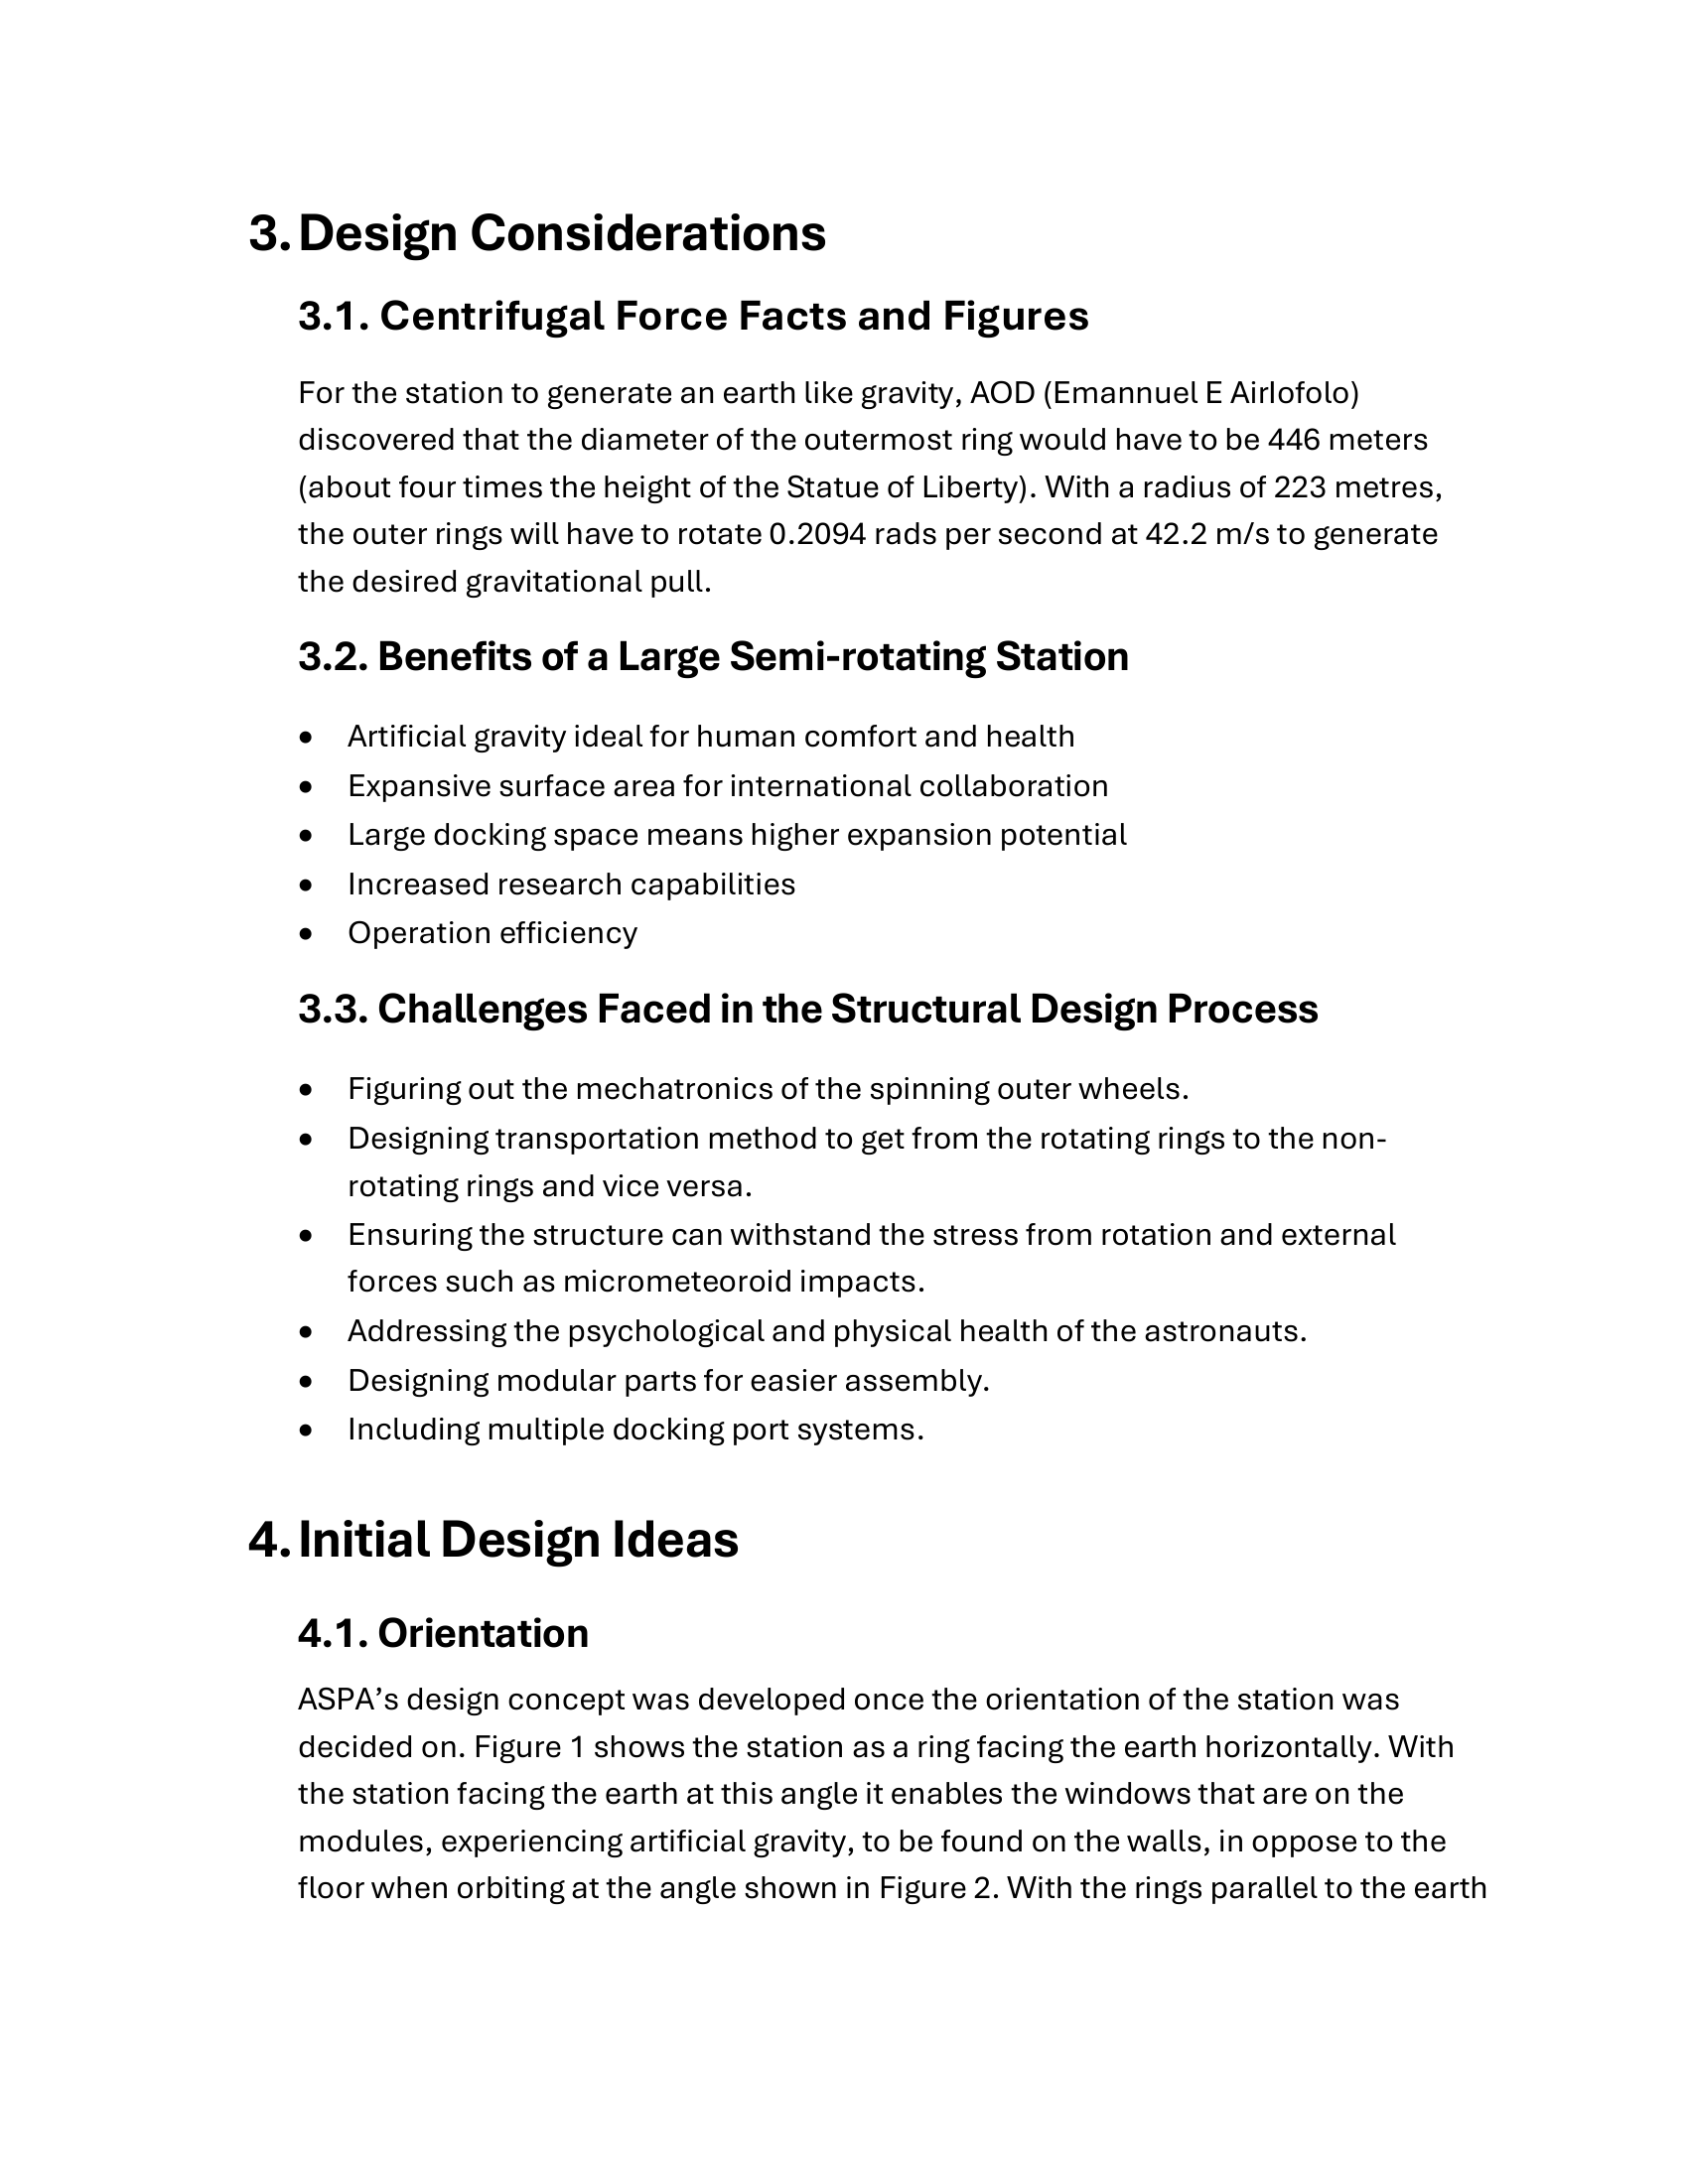 3. Design Considerations
3.1. Centrifugal Force Facts and Figures
For the station to generate an earth like gravity, AOD (Emannuel E Airlofolo)
discovered that the diameter of the outermost ring would have to be 446 meters
(about four times the height of the Statue of Liberty). With a radius of 223 metres,
the outer rings will have to rotate 0.2094 rads per second at 42.2 m/s to generate
the desired gravitational pull.
3.2. Benefits of a Large Semi-rotating Station
• Artificial gravity ideal for human comfort and health
• Expansive surface area for international collaboration
• Large docking space means higher expansion potential
• Increased research capabilities
• Operation efficiency
3.3. Challenges Faced in the Structural Design Process
• Figuring out the mechatronics of the spinning outer wheels.
• Designing transportation method to get from the rotating rings to the non-
rotating rings and vice versa.
• Ensuring the structure can withstand the stress from rotation and external
forces such as micrometeoroid impacts.
• Addressing the psychological and physical health of the astronauts.
• Designing modular parts for easier assembly.
• Including multiple docking port systems.
4. Initial Design Ideas
4.1. Orientation
ASPA’s design concept was developed once the orientation of the station was
decided on. Figure 1 shows the station as a ring facing the earth horizontally. With
the station facing the earth at this angle it enables the windows that are on the
modules, experiencing artificial gravity, to be found on the walls, in oppose to the
floor when orbiting at the angle shown in Figure 2. With the rings parallel to the earth